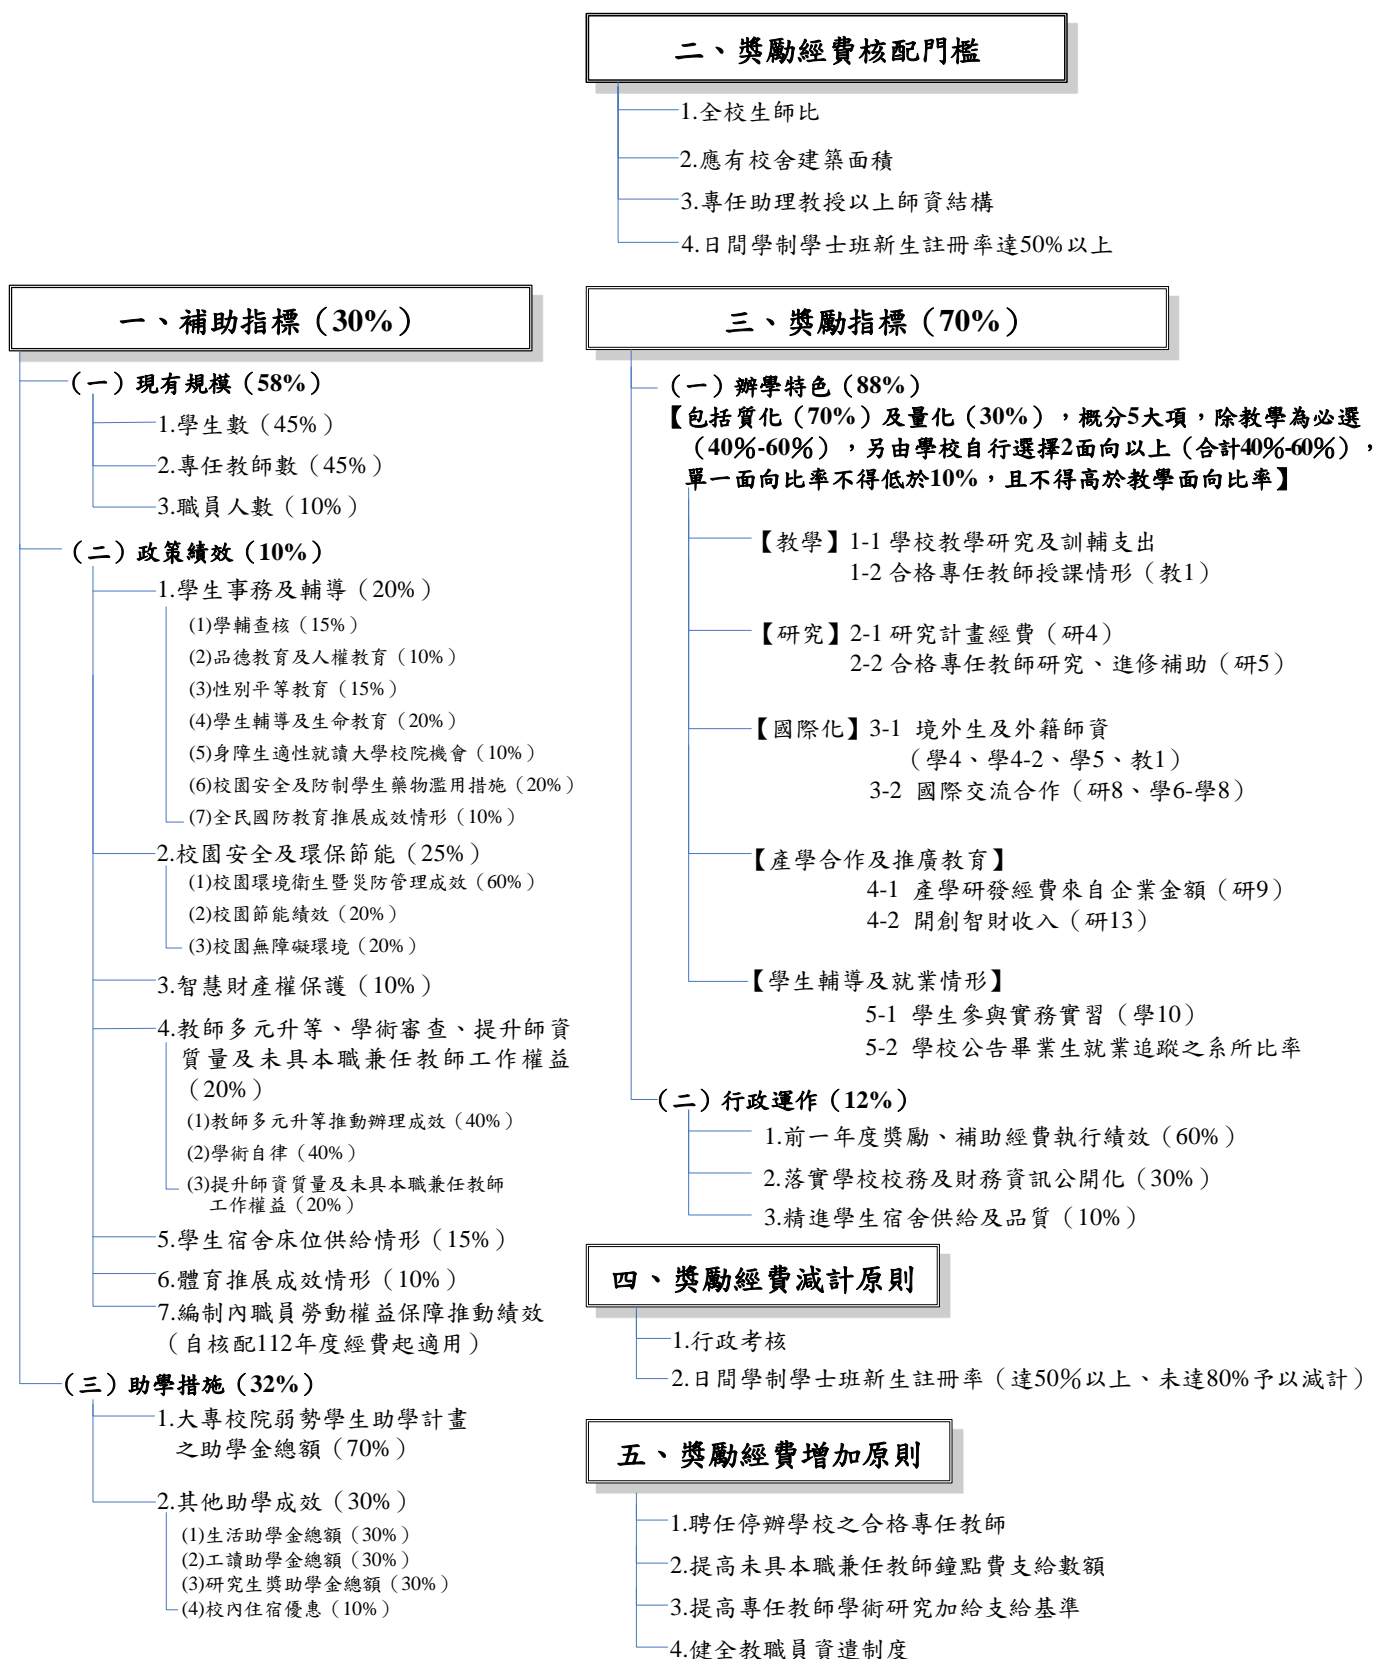 二、獎勵經費核配門檻
1.全校生師比
2.應有校舍建築面積
3.專任助理教授以上師資結構
4.日間學制學士班新生註冊率達50%以上
一、補助指標（30%）
（一）現有規模（58%）
1.學生數（45%）
2.專任教師數（45%）
3.職員人數（10%）
（二）政策績效（10%）
1.學生事務及輔導（20%）
(1)學輔查核（15%）
(2)品德教育及人權教育（10%）
(3)性別平等教育（15%）
(4)學生輔導及生命教育（20%）
(5)身障生適性就讀大學校院機會（10%）
(6)校園安全及防制學生藥物濫用措施（20%）
(7)全民國防教育推展成效情形（10%）
2.校園安全及環保節能（25%）
(1)校園環境衛生暨災防管理成效（60%）
(2)校園節能績效（20%）
(3)校園無障礙環境（20%）
3.智慧財產權保護（10%）
4.教師多元升等、學術審查、提升師資
質量及未具本職兼任教師工作權益
（20%）
(1)教師多元升等推動辦理成效（40%）
(2)學術自律（40%）
(3)提升師資質量及未具本職兼任教師
工作權益（20%）
5.學生宿舍床位供給情形（15%）
6.體育推展成效情形（10%）
7.編制內職員勞動權益保障推動績效
（自核配112年度經費起適用）
（三）助學措施（32%）
1.大專校院弱勢學生助學計畫
之助學金總額（70%）
2.其他助學成效（30%）
(1)生活助學金總額（30%）
(2)工讀助學金總額（30%）
(3)研究生獎助學金總額（30%）
(4)校內住宿優惠（10%）
三、獎勵指標（70%）
（一）辦學特色（88%）
【包括質化（70%）及量化（30%），概分5大項，除教學為必選
（40%-60%），另由學校自行選擇2面向以上（合計40%-60%），
單一面向比率不得低於10%，且不得高於教學面向比率】
【教學】1-1 學校教學研究及訓輔支出
1-2 合格專任教師授課情形（教1）
【研究】2-1 研究計畫經費（研4）
2-2 合格專任教師研究、進修補助（研5）
【國際化】3-1 境外生及外籍師資
（學4、學4-2、學5、教1）
3-2 國際交流合作（研8、學6-學8）
【產學合作及推廣教育】
4-1 產學研發經費來自企業金額（研9）
4-2 開創智財收入（研13）
【學生輔導及就業情形】
5-1 學生參與實務實習（學10）
5-2 學校公告畢業生就業追蹤之系所比率
（二）行政運作（12%）
1.前一年度獎勵、補助經費執行績效（60%）
2.落實學校校務及財務資訊公開化（30%）
3.精進學生宿舍供給及品質（10%）
四、獎勵經費減計原則
1.行政考核
2.日間學制學士班新生註冊率（達50%以上、未達80%予以減計）
五、獎勵經費增加原則
1.聘任停辦學校之合格專任教師
2.提高未具本職兼任教師鐘點費支給數額
3.提高專任教師學術研究加給支給基準
4.健全教職員資遣制度